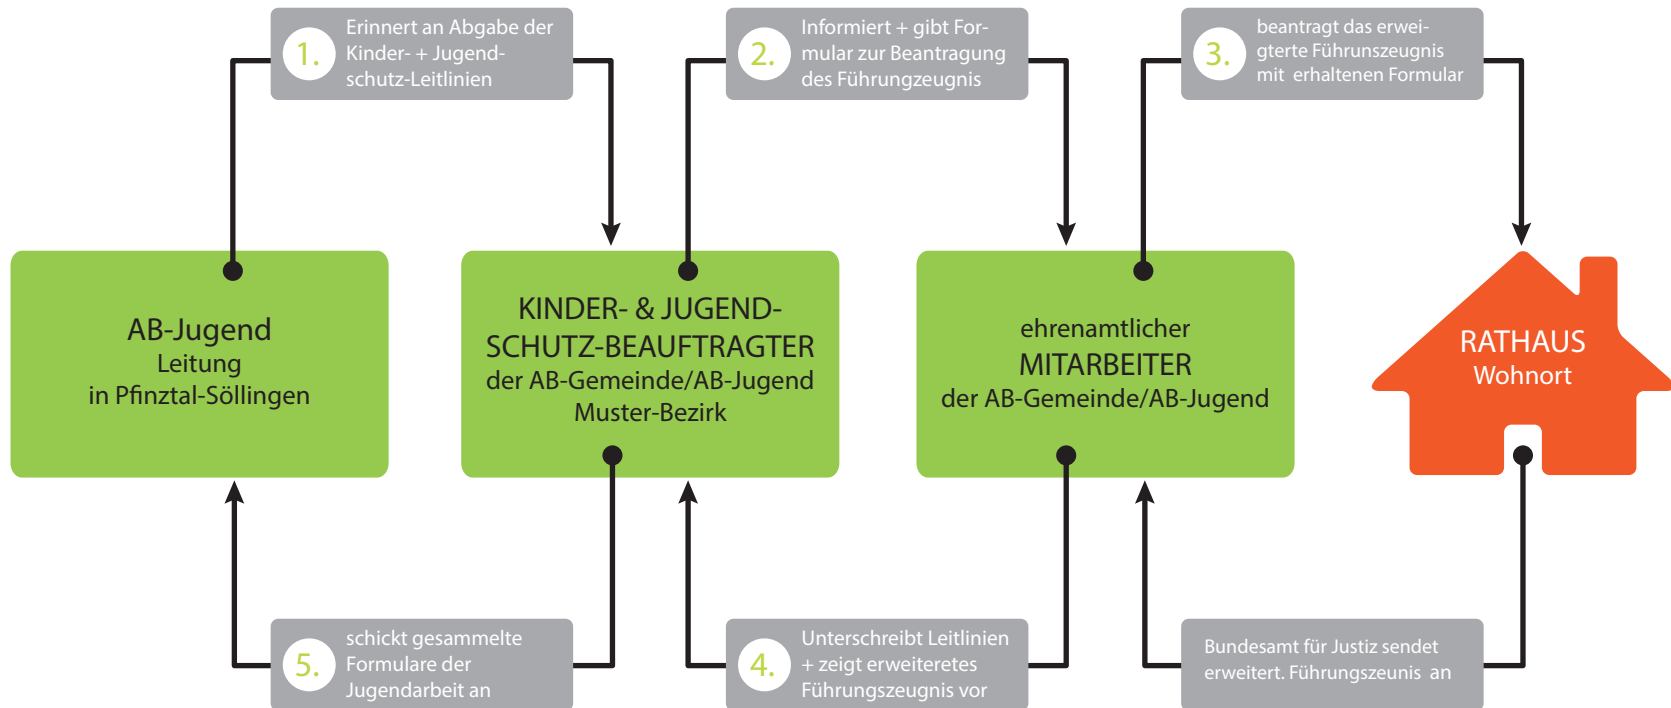 1.
Erinnert an Abgabe der
Kinder- + Jugend-
schutz-Leitlinien
2.
Informiert + gibt For-
mular zur Beantragung
des Führungzeugnis
3.
beantragt das erwei-
gterte Führunszeugnis
mit erhaltenen Formular
AB-Jugend
Leitung
in Pfinztal-Söllingen
KINDER- & JUGEND-
SCHUTZ-BEAUFTRAGTER
der AB-Gemeinde/AB-Jugend
Muster-Bezirk
ehrenamtlicher
MITARBEITER
der AB-Gemeinde/AB-Jugend
RATHAUS
Wohnort
5.
schickt gesammelte
Formulare der
Jugendarbeit an
4.
Unterschreibt Leitlinien
+ zeigt erweiteretes
Führungszeugnis vor
Bundesamt für Justiz sendet
erweitert. Führungszeunis an